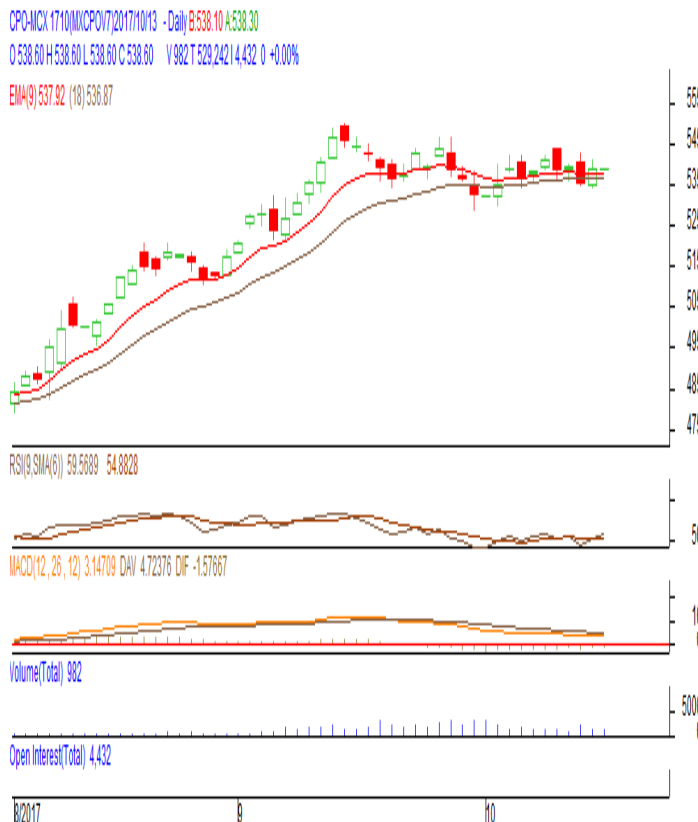 CPO-MCX 1710(MXCPOV7)2017/10/13 - Daily B:538.10 A:538.30
O 538.60 H 538.60 L 538.60 C 538.60 V 982 T 529,242 I 4,432 0 +0.00%
EMA(9) 537.92 (18) 536.87
RSI(9,SMA(6)) 59.5689 54.8828
50
MACD(12 , 26 , 12) 3.14709 DAV 4.72376 DIF -1.57667
10
0
Volume(Total) 982
Open Interest(Total) 4,432
8/2017 9 10